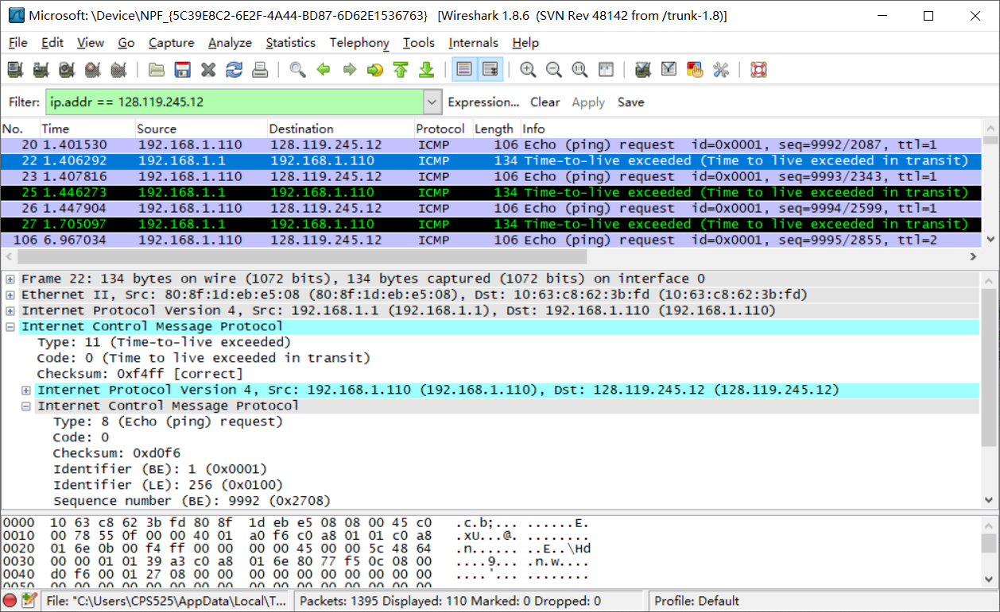 Microsoft: \Device\NPF_{5C39E8C2-6E2F-4A44-BD87-6D62E1536763} [Wireshark 1.8.6 (SVN Rev 48142 from /trunk-1.8)]
File Edit View Go Capture Analyze Statistics Telephony Tools Internals Help
Filter: ip.addr == 128.119.245.12 Expression... Clear Apply Save
No. Time Source Destination Protocol Length Info
20 1.401530 192.168.1.110 128.119.245.12 ICMP 106 Echo (ping) request id=0x0001, seq=9992/2087, ttl=1
22 1.406292 192.168.1.1 192.168.1.110 ICMP 134 Time-to-live exceeded (Time to live exceeded in transit)
23 1.407816 192.168.1.110 128.119.245.12 ICMP 106 Echo (ping) request id=0x0001, seq=9993/2343, ttl=1
25 1.446273 192.168.1.1 192.168.1.110 ICMP 134 Time-to-live exceeded (Time to live exceeded in transit)
26 1.447904 192.168.1.110 128.119.245.12 ICMP 106 Echo (ping) request id=0x0001, seq=9994/2599, ttl=1
27 1.705097 192.168.1.1 192.168.1.110 ICMP 134 Time-to-live exceeded (Time to live exceeded in transit)
106 6.967034 192.168.1.110 128.119.245.12 ICMP 106 Echo (ping) request id=0x0001, seq=9995/2855, ttl=2
Frame 22: 134 bytes on wire (1072 bits), 134 bytes captured (1072 bits) on interface 0
Ethernet II, Src: 80:8f:1d:eb:e5:08 (80:8f:1d:eb:e5:08), Dst: 10:63:c8:62:3b:fd (10:63:c8:62:3b:fd)
Internet Protocol Version 4, Src: 192.168.1.1 (192.168.1.1), Dst: 192.168.1.110 (192.168.1.110)
Internet Control Message Protocol
Type: 11 (Time-to-live exceeded)
Code: 0 (Time to live exceeded in transit)
Checksum: 0xf4ff [correct]
Internet Protocol Version 4, Src: 192.168.1.110 (192.168.1.110), Dst: 128.119.245.12 (128.119.245.12)
Internet Control Message Protocol
Type: 8 (Echo (ping) request)
Code: 0
Checksum: 0xd0f6
Identifier (BE): 1 (0x0001)
Identifier (LE): 256 (0x0100)
Sequence number (BE): 9992 (0x2708)
0000 10 63 c8 62 3b fd 80 8f 1d eb e5 08 08 00 45 c0 .c.b;... ......E.
0010 00 78 55 0f 00 00 40 01 a0 f6 c0 a8 01 01 c0 a8 .xU...@. ........
0020 01 6e 0b 00 f4 ff 00 00 00 00 45 00 00 5c 48 64 .n...... ..E..\Hd
0030 00 00 01 01 39 a3 c0 a8 01 6e 80 77 f5 0c 08 00 ....9... .n.w....
0040 d0 f6 00 01 27 08 00 00 00 00 00 00 00 00 00 00 ....'... ........
0050 00 00 00 00 00 00 00 00 00 00 00 00 00 00 00 00
File: "C:\Users\CPS525\AppData\Local\T... Packets: 1395 Displayed: 110 Marked: 0 Dropped: 0 Profile: Default